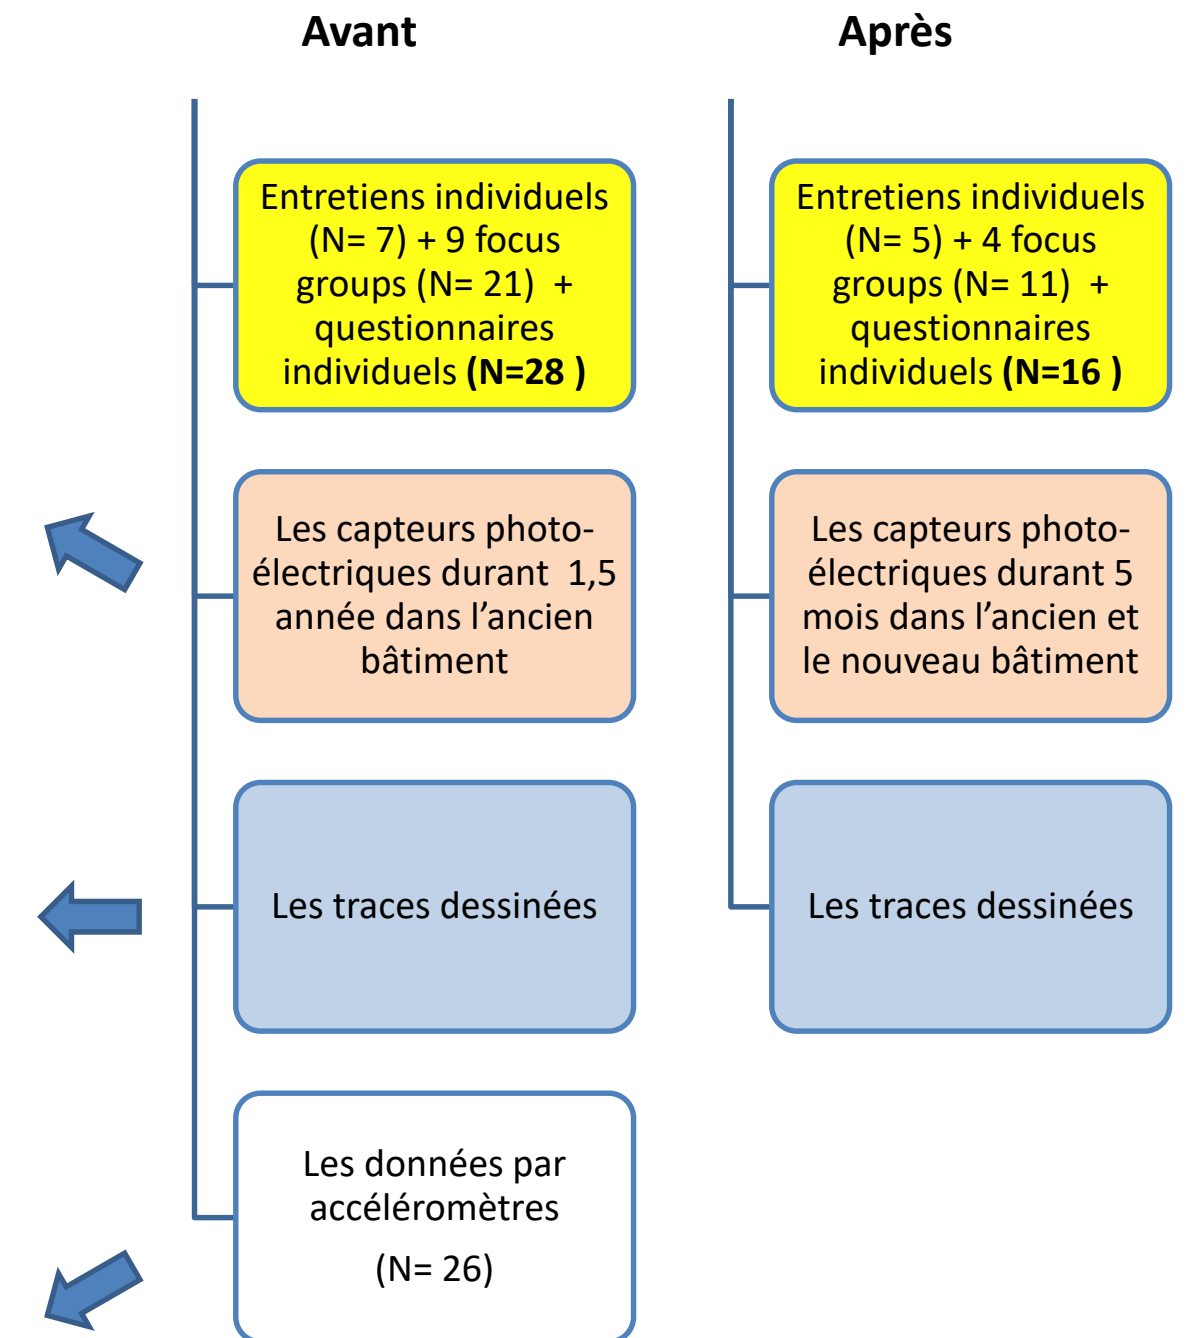 Avant
Après
Entretiens individuels
(N= 7) + 9 focus
groups (N= 21)  +
questionnaires
individuels (N=28 )
Entretiens individuels
(N= 5) + 4 focus
groups (N= 11)  +
questionnaires
individuels (N=16 )
Les capteurs photo-
électriques durant  1,5
année dans l’ancien
bâtiment
Les capteurs photo-
électriques durant 5
mois dans l’ancien et
le nouveau bâtiment
Les traces dessinées
Les traces dessinées
Les données par
accéléromètres
(N= 26)